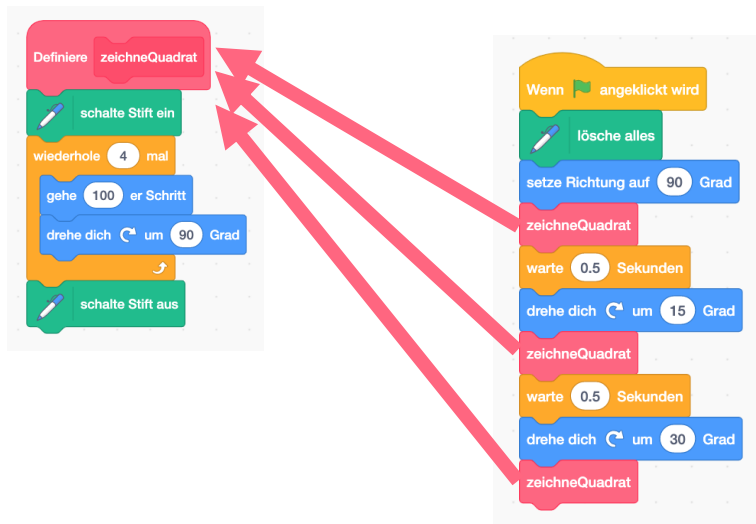 Definiere zeichneQuadrat
schalte Stift ein
wiederhole 4 mal
gehe 100 er Schritt
drehe dich um 90 Grad
schalte Stift aus
Wenn angeklickt wird
lösche alles
setze Richtung auf 90 Grad
zeichneQuadrat
warte 0.5 Sekunden
drehe dich um 15 Grad
zeichneQuadrat
warte 0.5 Sekunden
drehe dich um 30 Grad
zeichneQuadrat